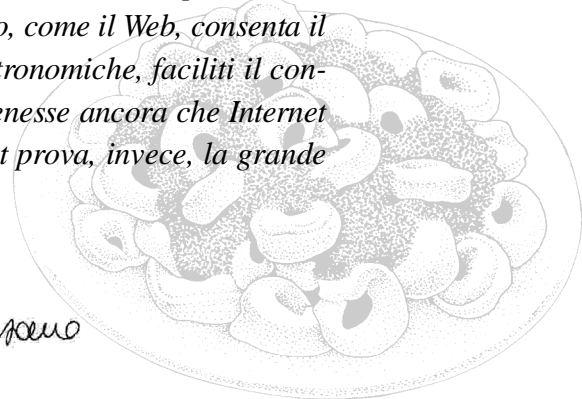 o, come il Web, consenta il
tronomiche, faciliti il con-
enesse ancora che Internet
t prova, invece, la grande